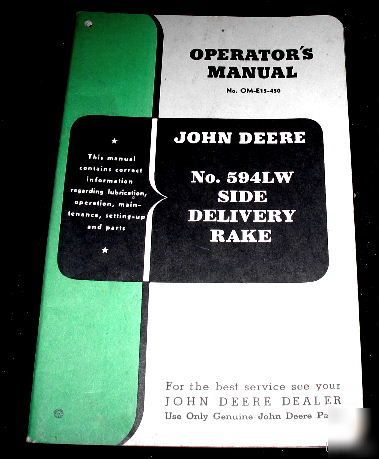 OPERATOR'S
MANUAL
No. OM-E15-450
★
This manual
contains correct
information
regarding lubrication,
operation, main-
tenance, setting-up
and parts
★
JOHN DEERE
No. 594LW
SIDE
DELIVERY
RAKE
For the best service see your
JOHN DEERE DEALER
Use Only Genuine John Deere Pa